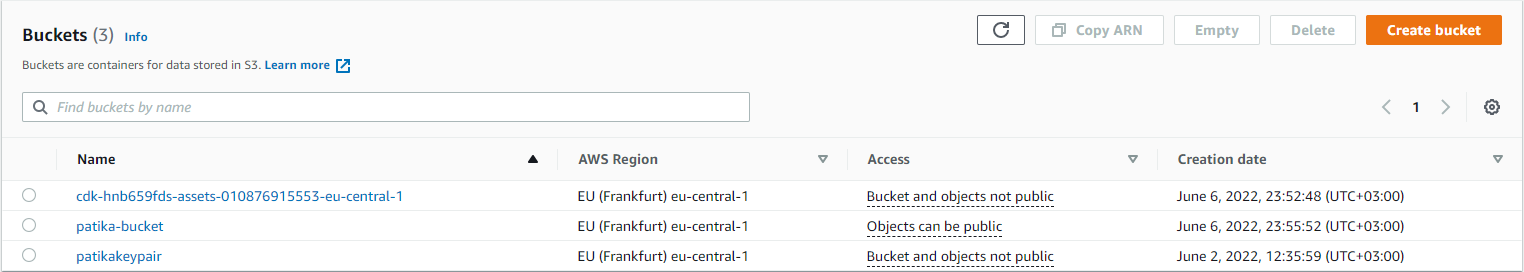 Buckets (3) Info
Copy ARN Empty Delete Create bucket
Buckets are containers for data stored in S3. Learn more
Find buckets by name
1
Name AWS Region Access Creation date
cdk-hnb659fds-assets-010876915553-eu-central-1 EU (Frankfurt) eu-central-1 Bucket and objects not public June 6, 2022, 23:52:48 (UTC+03:00)
patika-bucket EU (Frankfurt) eu-central-1 Objects can be public June 6, 2022, 23:55:52 (UTC+03:00)
patikakeypair EU (Frankfurt) eu-central-1 Bucket and objects not public June 2, 2022, 12:35:59 (UTC+03:00)